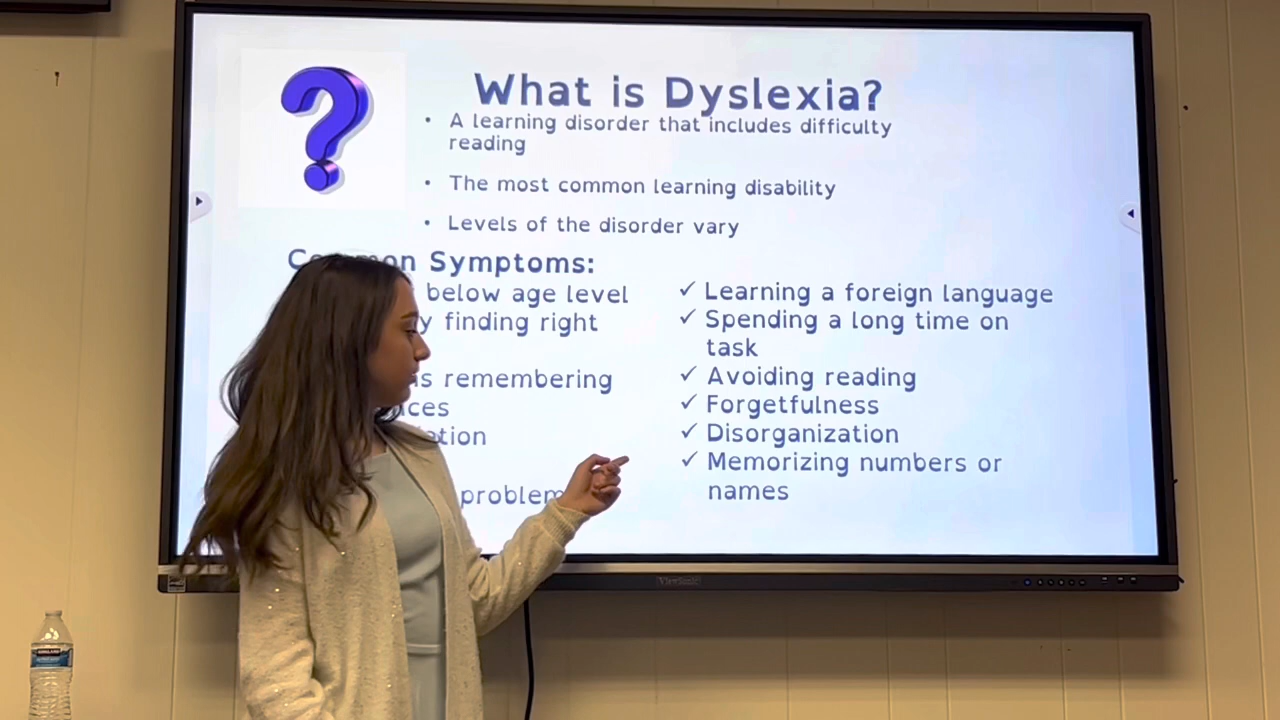 What is Dyslexia?
• A learning disorder that includes difficulty
reading
• The most common learning disability
• Levels of the disorder vary
Symptoms:
below age level
finding right
remembering
problem
✓ Learning a foreign language
✓ Spending a long time on
task
✓ Avoiding reading
✓ Forgetfulness
✓ Disorganization
✓ Memorizing numbers or
names
ViewSonic
KIRKLAND